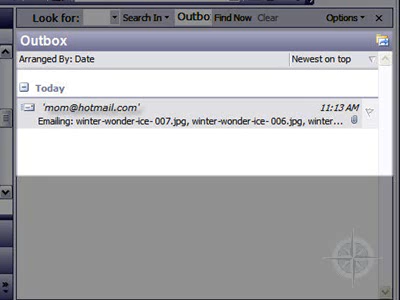 Look for: Search In Outbo Find Now Clear Options
Outbox
Arranged By: Date Newest on top
Today
'mom@hotmail.com' 11:13 AM
Emailing: winter-wonder-ice- 007.jpg, winter-wonder-ice- 006.jpg, winter...